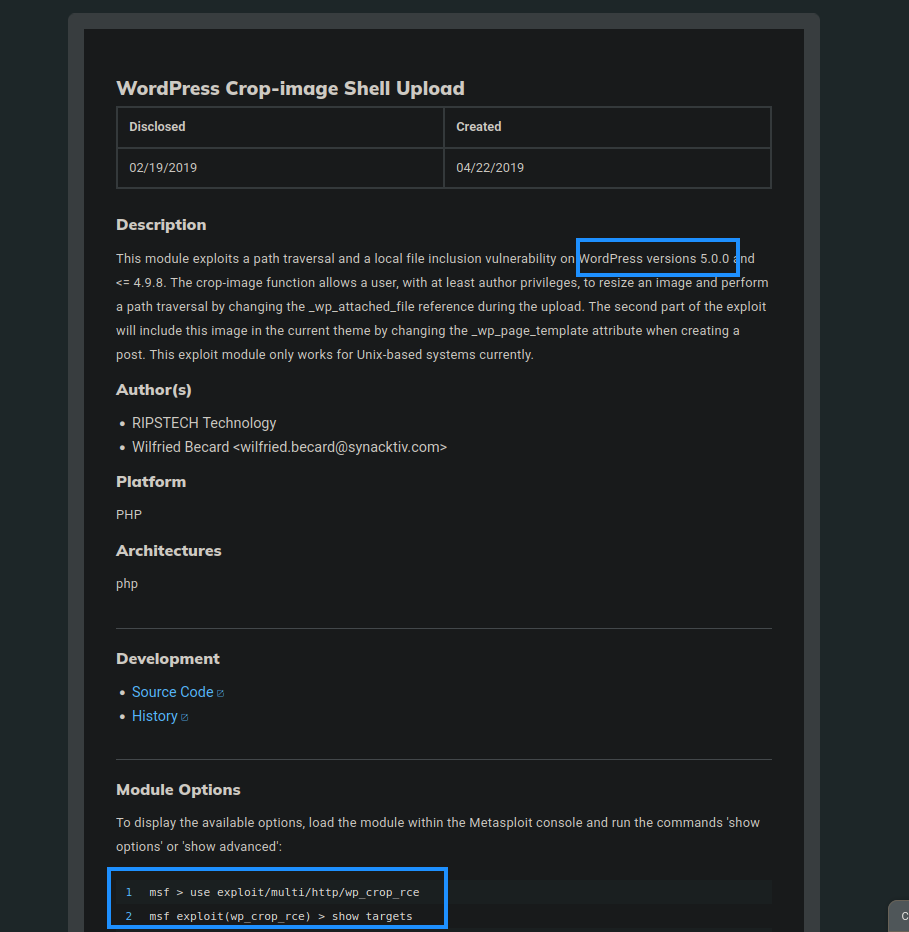 WordPress Crop-image Shell Upload
Disclosed Created
02/19/2019 04/22/2019
Description
This module exploits a path traversal and a local file inclusion vulnerability on WordPress versions 5.0.0 and
<= 4.9.8. The crop-image function allows a user, with at least author privileges, to resize an image and perform
a path traversal by changing the _wp_attached_file reference during the upload. The second part of the exploit
will include this image in the current theme by changing the _wp_page_template attribute when creating a
post. This exploit module only works for Unix-based systems currently.
Author(s)
• RIPSTECH Technology
• Wilfried Becard <wilfried.becard@synacktiv.com>
Platform
PHP
Architectures
php
Development
• Source Code
• History
Module Options
To display the available options, load the module within the Metasploit console and run the commands 'show
options' or 'show advanced':
1 msf > use exploit/multi/http/wp_crop_rce
2 msf exploit(wp_crop_rce) > show targets